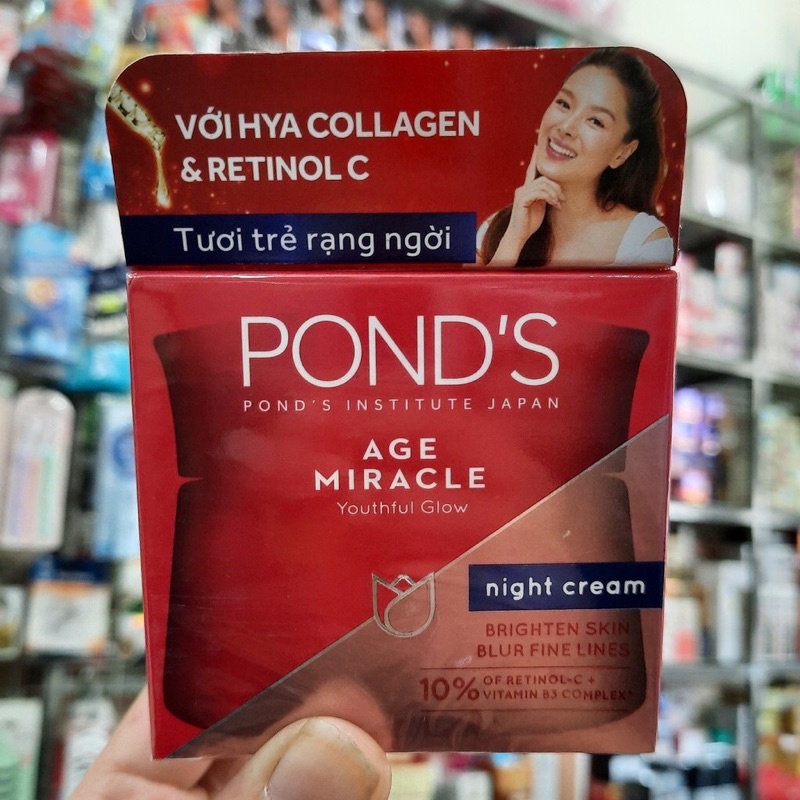 VỚI HYA COLLAGEN
& RETINOL C
Tươi trẻ rạng ngời
POND'S
POND'S INSTITUTE JAPAN
AGE
MIRACLE
Youthful Glow
night cream
BRIGHTEN SKIN
BLUR FINE LINES
10% OF RETINOL-C +
VITAMIN B3 COMPLEX*